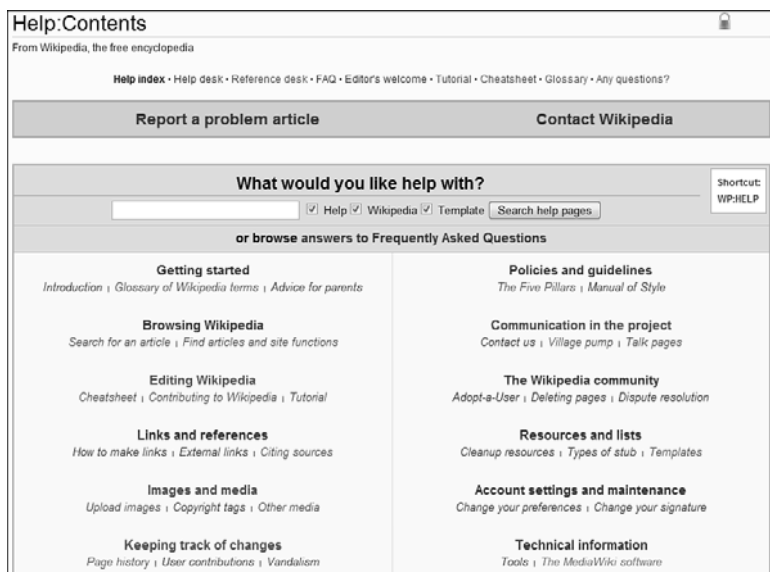 Help:Contents
From Wikipedia, the free encyclopedia
Help index • Help desk • Reference desk • FAQ • Editor's welcome • Tutorial • Cheatsheet • Glossary • Any questions?
Report a problem article Contact Wikipedia
What would you like help with?
Shortcut:
WP:HELP
Help Wikipedia Template Search help pages
or browse answers to Frequently Asked Questions
Getting started
Introduction | Glossary of Wikipedia terms | Advice for parents
Browsing Wikipedia
Search for an article | Find articles and site functions
Editing Wikipedia
Cheatsheet | Contributing to Wikipedia | Tutorial
Links and references
How to make links | External links | Citing sources
Images and media
Upload images | Copyright tags | Other media
Keeping track of changes
Page history | User contributions | Vandalism
Policies and guidelines
The Five Pillars | Manual of Style
Communication in the project
Contact us | Village pump | Talk pages
The Wikipedia community
Adopt-a-User | Deleting pages | Dispute resolution
Resources and lists
Cleanup resources | Types of stub | Templates
Account settings and maintenance
Change your preferences | Change your signature
Technical information
Tools | The MediaWiki software